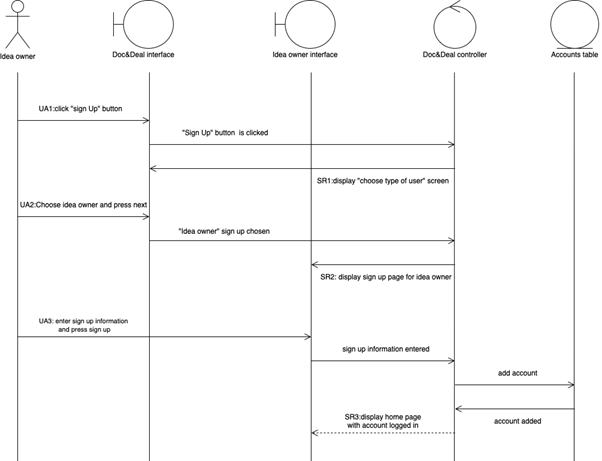 Idea owner
Doc&Deal interface
Idea owner interface
Doc&Deal controller
Accounts table
UA1:click "sign Up" button
"Sign Up" button is clicked
SR1:display "choose type of user" screen
UA2:Choose idea owner and press next
"Idea owner" sign up chosen
SR2: display sign up page for idea owner
UA3: enter sign up information
and press sign up
sign up information entered
add account
account added
SR3:display home page
with account logged in